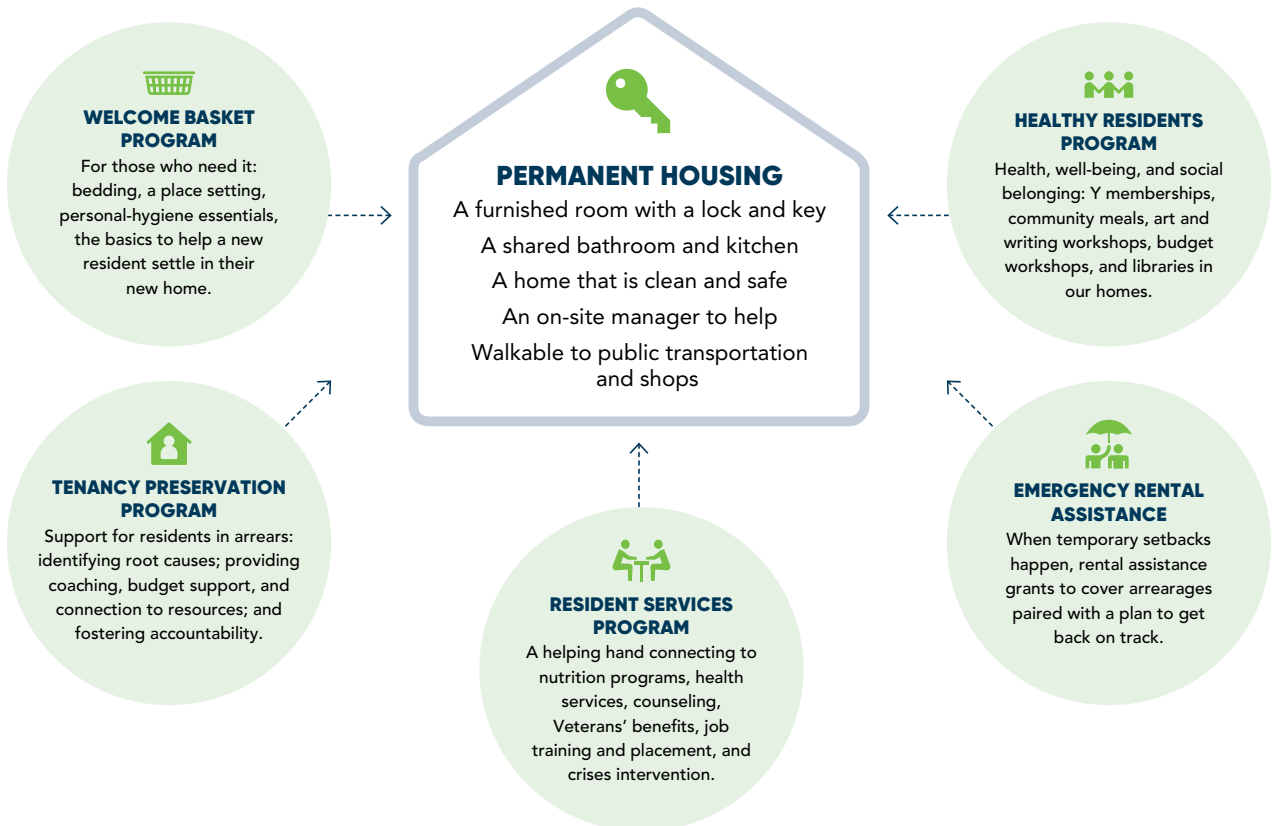 WELCOME BASKET
PROGRAM
For those who need it:
bedding, a place setting,
personal-hygiene essentials,
the basics to help a new
resident settle in their
new home.
PERMANENT HOUSING
A furnished room with a lock and key
A shared bathroom and kitchen
A home that is clean and safe
An on-site manager to help
Walkable to public transportation
and shops
HEALTHY RESIDENTS
PROGRAM
Health, well-being, and social
belonging: Y memberships,
community meals, art and
writing workshops, budget
workshops, and libraries in
our homes.
TENANCY PRESERVATION
PROGRAM
Support for residents in arrears:
identifying root causes; providing
coaching, budget support, and
connection to resources; and
fostering accountability.
RESIDENT SERVICES
PROGRAM
A helping hand connecting to
nutrition programs, health
services, counseling,
Veterans’ benefits, job
training and placement, and
crises intervention.
EMERGENCY RENTAL
ASSISTANCE
When temporary setbacks
happen, rental assistance
grants to cover arrearages
paired with a plan to get
back on track.